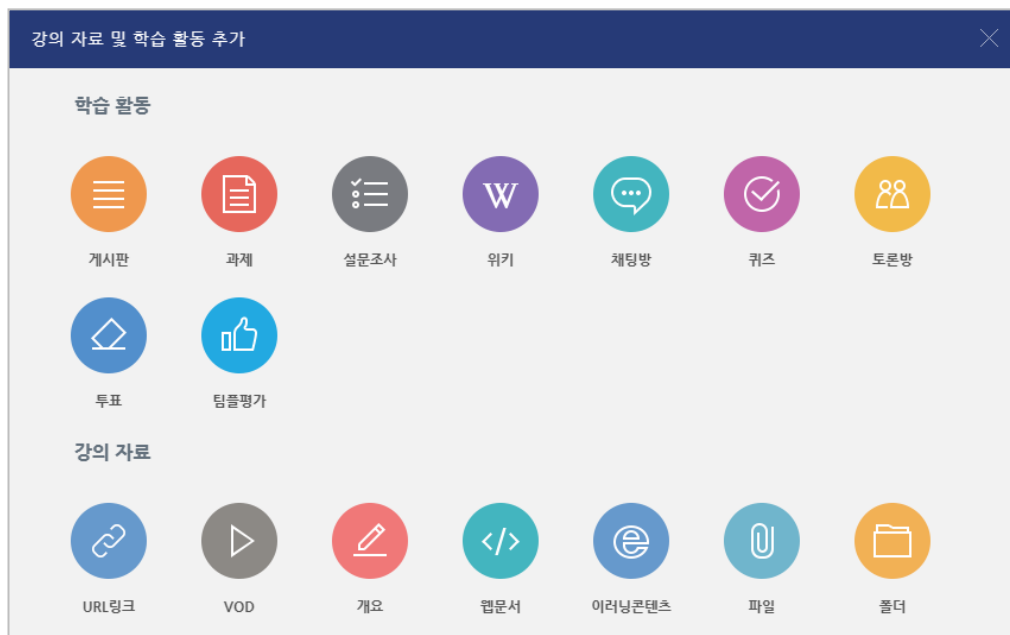 강의 자료 및 학습 활동 추가
학습 활동
게시판 과제 설문조사 위키 채팅방 퀴즈 토론방
투표 팀플평가
강의 자료
URL링크 VOD 개요 웹문서 이러닝콘텐츠 파일 폴더